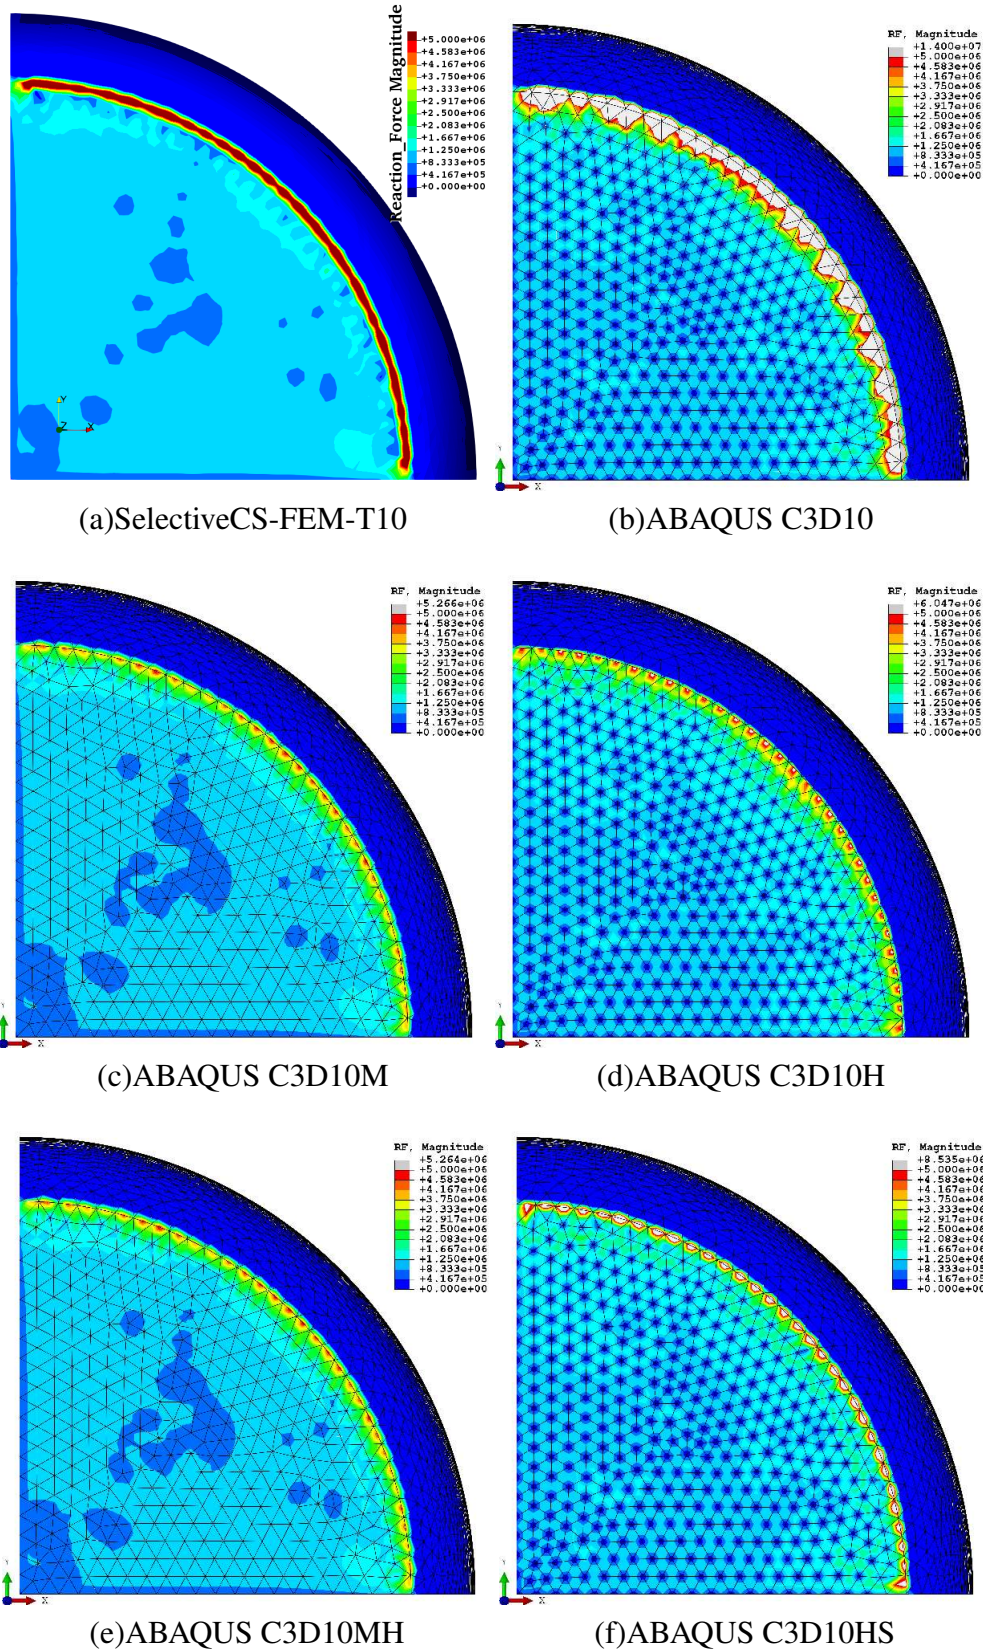 Reaction_Force Magnitude
+5.000e+06
+4.583e+06
+4.167e+06
+3.750e+06
+3.333e+06
+2.917e+06
+2.500e+06
+2.083e+06
+1.667e+06
+1.250e+06
+8.333e+05
+4.167e+05
+0.000e+00
Y
Z
X
(a)SelectiveCS-FEM-T10
RF, Magnitude
+1.400e+07
+5.000e+06
+4.583e+06
+4.167e+06
+3.750e+06
+3.333e+06
+2.917e+06
+2.500e+06
+2.083e+06
+1.667e+06
+1.250e+06
+8.333e+05
+4.167e+05
+0.000e+00
Y
X
(b)ABAQUS C3D10
RF, Magnitude
+5.266e+06
+5.000e+06
+4.583e+06
+4.167e+06
+3.750e+06
+3.333e+06
+2.917e+06
+2.500e+06
+2.083e+06
+1.667e+06
+1.250e+06
+8.333e+05
+4.167e+05
+0.000e+00
Y
X
(c)ABAQUS C3D10M
RF, Magnitude
+6.047e+06
+5.000e+06
+4.583e+06
+4.167e+06
+3.750e+06
+3.333e+06
+2.917e+06
+2.500e+06
+2.083e+06
+1.667e+06
+1.250e+06
+8.333e+05
+4.167e+05
+0.000e+00
Y
X
(d)ABAQUS C3D10H
RF, Magnitude
+5.264e+06
+5.000e+06
+4.583e+06
+4.167e+06
+3.750e+06
+3.333e+06
+2.917e+06
+2.500e+06
+2.083e+06
+1.667e+06
+1.250e+06
+8.333e+05
+4.167e+05
+0.000e+00
Y
X
(e)ABAQUS C3D10MH
RF, Magnitude
+8.535e+06
+5.000e+06
+4.583e+06
+4.167e+06
+3.750e+06
+3.333e+06
+2.917e+06
+2.500e+06
+2.083e+06
+1.667e+06
+1.250e+06
+8.333e+05
+4.167e+05
+0.000e+00
Y
X
(f)ABAQUS C3D10HS